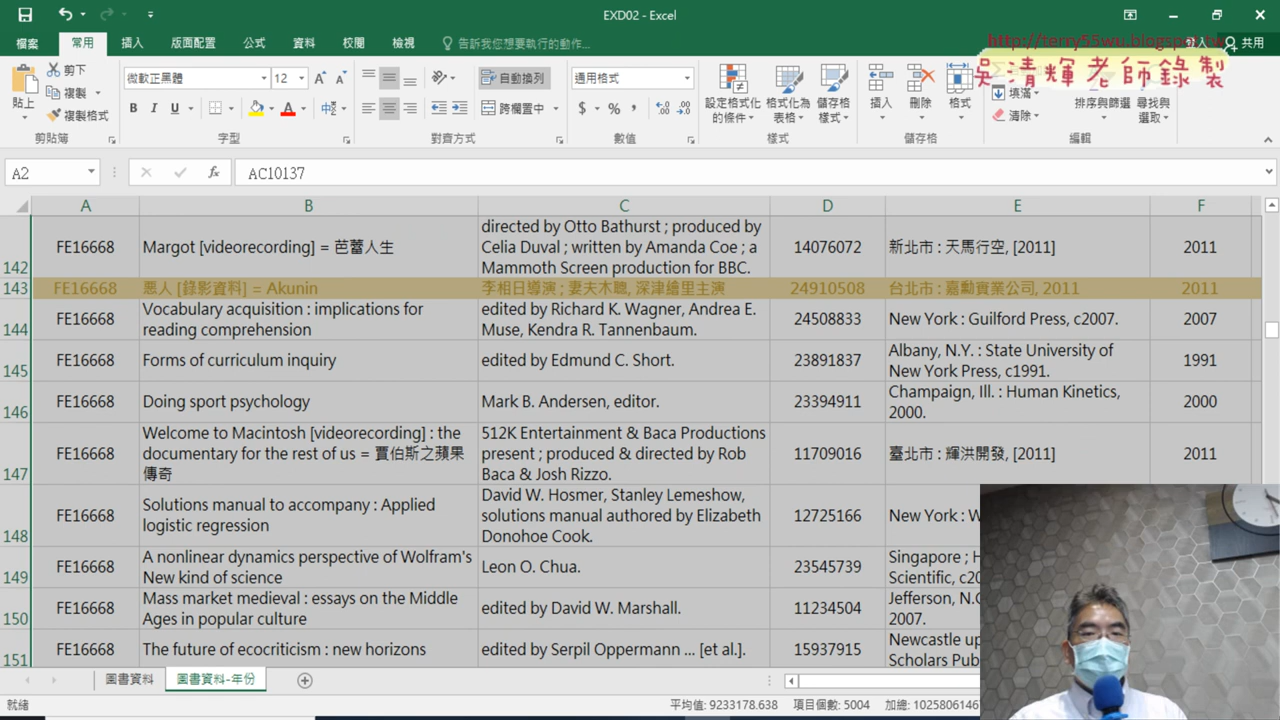 EXD02 - Excel
檔案 常用 插入 版面配置 公式 資料 校閱 檢視 告訴我您想要執行的動作... 共用
http://terry55wu.blogspot.tw
吳清輝老師錄製
貼上 剪下 複製 複製格式 剪貼簿
微軟正黑體 12 B I U 字型
自動換列 跨欄置中 對齊方式
通用格式 $ % 數值
設定格式化的條件 格式化為表格 儲存格樣式 樣式
插入 刪除 格式 儲存格
填滿 清除 排序與篩選 尋找與選取 編輯
A2 fx AC10137
A B C D E F
142 FE16668 Margot [videorecording] = 芭蕾人生 directed by Otto Bathurst ; produced by Celia Duval ; written by Amanda Coe ; a Mammoth Screen production for BBC. 14076072 新北市 : 天馬行空, [2011] 2011
143 FE16668 惡人 [錄影資料] = Akunin 李相日導演 ; 妻夫木聰, 深津繪里主演 24910508 台北市 : 嘉勳實業公司, 2011 2011
144 FE16668 Vocabulary acquisition : implications for reading comprehension edited by Richard K. Wagner, Andrea E. Muse, Kendra R. Tannenbaum. 24508833 New York : Guilford Press, c2007. 2007
145 FE16668 Forms of curriculum inquiry edited by Edmund C. Short. 23891837 Albany, N.Y. : State University of New York Press, c1991. 1991
146 FE16668 Doing sport psychology Mark B. Andersen, editor. 23394911 Champaign, Ill. : Human Kinetics, 2000. 2000
147 FE16668 Welcome to Macintosh [videorecording] : the documentary for the rest of us = 賈伯斯之蘋果傳奇 512K Entertainment & Baca Productions present ; produced & directed by Rob Baca & Josh Rizzo. 11709016 臺北市 : 輝洪開發, [2011] 2011
148 FE16668 Solutions manual to accompany : Applied logistic regression David W. Hosmer, Stanley Lemeshow, solutions manual authored by Elizabeth Donohoe Cook. 12725166 New York : W
149 FE16668 A nonlinear dynamics perspective of Wolfram's New kind of science Leon O. Chua. 23545739 Singapore ; H Scientific, c20
150 FE16668 Mass market medieval : essays on the Middle Ages in popular culture edited by David W. Marshall. 11234504 Jefferson, N.C 2007.
151 FE16668 The future of ecocriticism : new horizons edited by Serpil Oppermann ... [et al.]. 15937915 Newcastle up Scholars Pub
圖書資料 圖書資料-年份
就緒 平均值: 9233178.638 項目個數: 5004 加總: 1025806146